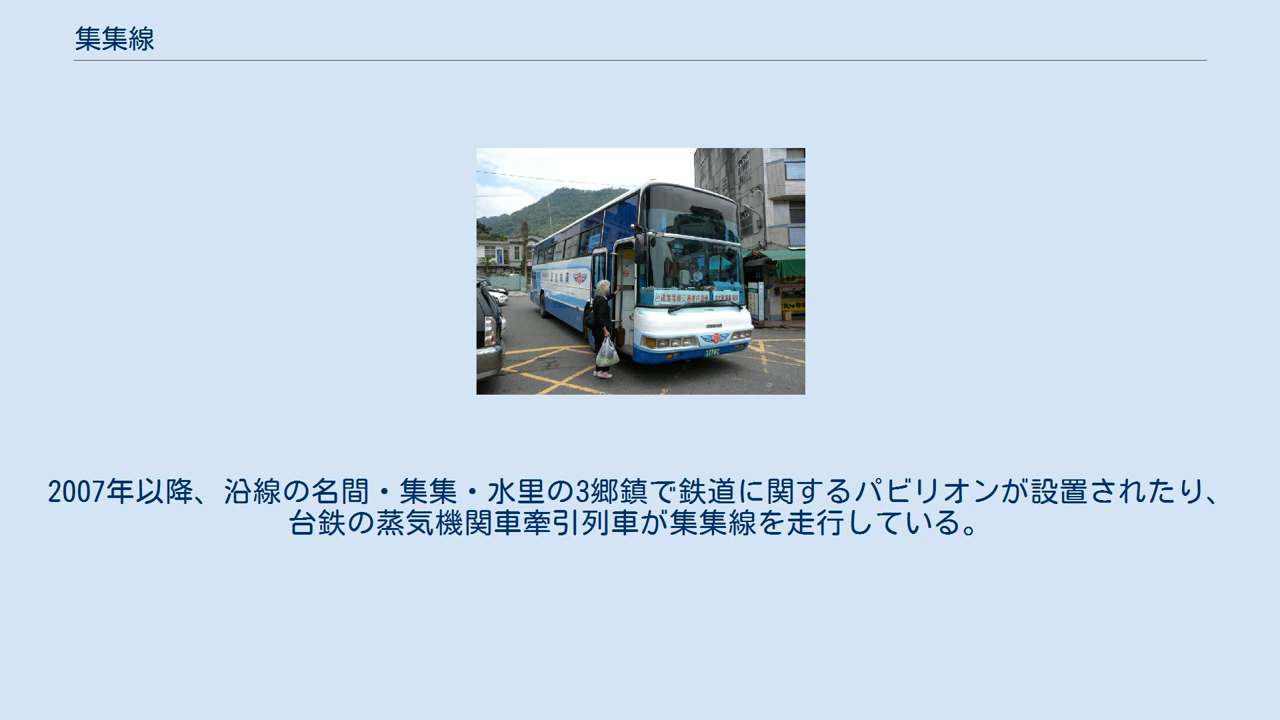 集集線
2007年以降、沿線の名間・集集・水里の3郷鎮で鉄道に関するパビリオンが設置されたり、
台鉄の蒸気機関車牽引列車が集集線を走行している。